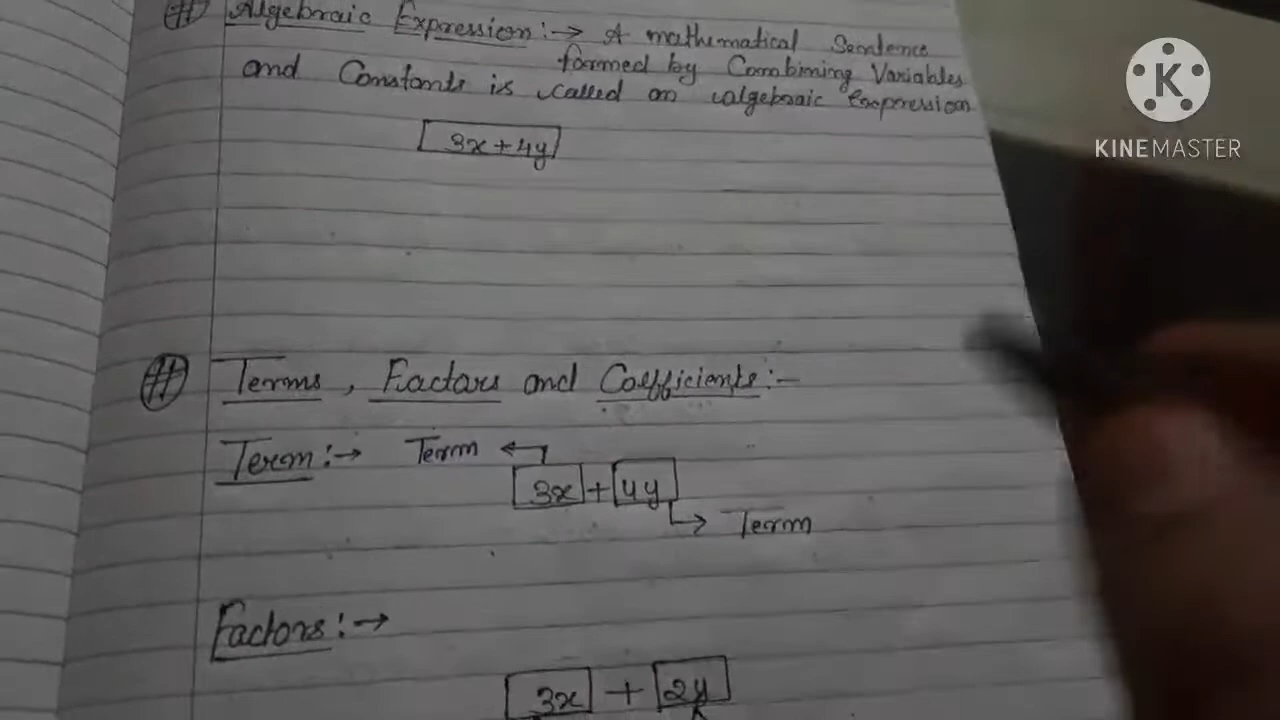 # Algebraic Expression :→ A mathematical Sentence
formed by Combining Variables
and Constants is called an algebraic Expression
3x + 4y
# Terms, Factors and Coefficients :-
Term :→ Term
3x + 4y
Term
Factors :→
3x + 2y
K
KINEMASTER